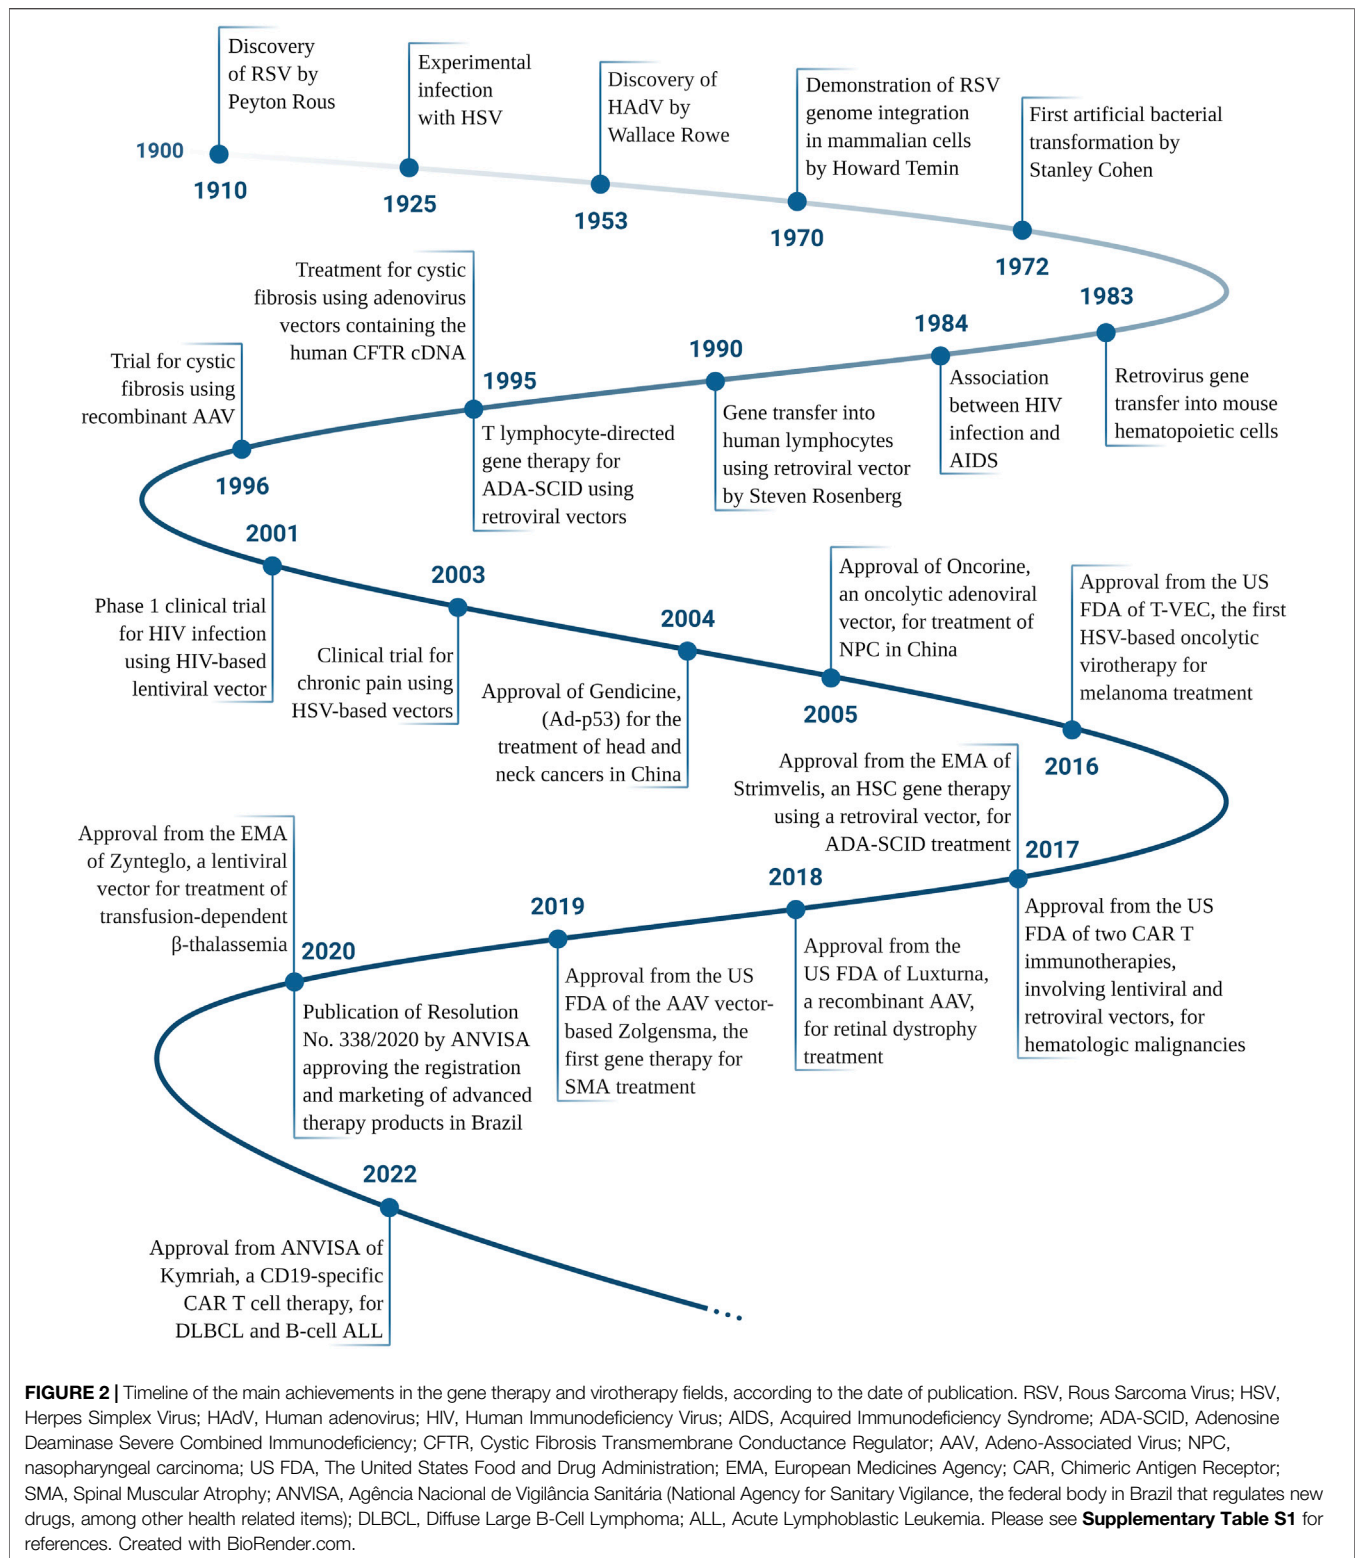 Discovery
of RSV by
Peyton Rous
Experimental
infection
with HSV
Discovery of
HAdV by
Wallace Rowe
Demonstration of RSV
genome integration
in mammalian cells
by Howard Temin
First artificial bacterial
transformation by
Stanley Cohen
1900
1910
1925
1953
1970
1972
1983
Retrovirus gene
transfer into mouse
hematopoietic cells
1984
Association
between HIV
infection and
AIDS
1990
Gene transfer into
human lymphocytes
using retroviral vector
by Steven Rosenberg
Treatment for cystic
fibrosis using adenovirus
vectors containing the
human CFTR cDNA
1995
T lymphocyte-directed
gene therapy for
ADA-SCID using
retroviral vectors
Trial for cystic
fibrosis using
recombinant AAV
1996
2001
Phase 1 clinical trial
for HIV infection
using HIV-based
lentiviral vector
2003
Clinical trial for
chronic pain using
HSV-based vectors
2004
Approval of Gendicine,
(Ad-p53) for the
treatment of head and
neck cancers in China
Approval of Oncorine,
an oncolytic adenoviral
vector, for treatment of
NPC in China
2005
Approval from the US
FDA of T-VEC, the first
HSV-based oncolytic
virotherapy for
melanoma treatment
2016
Approval from the EMA of
Strimvelis, an HSC gene therapy
using a retroviral vector, for
ADA-SCID treatment
2017
Approval from the US
FDA of two CAR T
immunotherapies,
involving lentiviral and
retroviral vectors, for
hematologic malignancies
2018
Approval from the
US FDA of Luxturna,
a recombinant AAV,
for retinal dystrophy
treatment
2019
Approval from the US
FDA of the AAV vector-
based Zolgensma, the
first gene therapy for
SMA treatment
Approval from the EMA
of Zynteglo, a lentiviral
vector for treatment of
transfusion-dependent
β-thalassemia
2020
Publication of Resolution
No. 338/2020 by ANVISA
approving the registration
and marketing of advanced
therapy products in Brazil
2022
Approval from ANVISA of
Kymriah, a CD19-specific
CAR T cell therapy, for
DLBCL and B-cell ALL
FIGURE 2 | Timeline of the main achievements in the gene therapy and virotherapy fields, according to the date of publication. RSV, Rous Sarcoma Virus; HSV,
Herpes Simplex Virus; HAdV, Human adenovirus; HIV, Human Immunodeficiency Virus; AIDS, Acquired Immunodeficiency Syndrome; ADA-SCID, Adenosine
Deaminase Severe Combined Immunodeficiency; CFTR, Cystic Fibrosis Transmembrane Conductance Regulator; AAV, Adeno-Associated Virus; NPC,
nasopharyngeal carcinoma; US FDA, The United States Food and Drug Administration; EMA, European Medicines Agency; CAR, Chimeric Antigen Receptor;
SMA, Spinal Muscular Atrophy; ANVISA, Agência Nacional de Vigilância Sanitária (National Agency for Sanitary Vigilance, the federal body in Brazil that regulates new
drugs, among other health related items); DLBCL, Diffuse Large B-Cell Lymphoma; ALL, Acute Lymphoblastic Leukemia. Please see Supplementary Table S1 for
references. Created with BioRender.com.